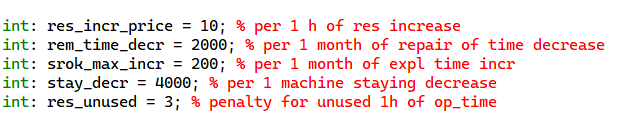 int: res_incr_price = 10; % per 1 h of res increase
int: rem_time_decr = 2000; % per 1 month of repair of time decrease
int: srok_max_incr = 200; % per 1 month of expl time incr
int: stay_decr = 4000; % per 1 machine staying decrease
int: res_unused = 3; % penalty for unused 1h of op_time